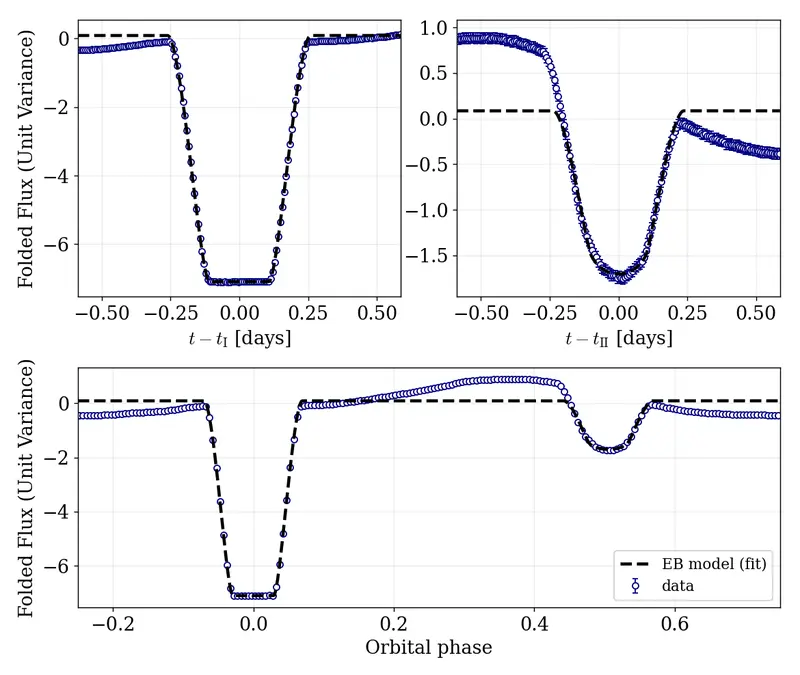 Folded Flux (Unit Variance)
0
−2
−4
−6
−0.50 −0.25 0.00 0.25 0.50
t − t_I [days]
1.0
0.5
0.0
−0.5
−1.0
−1.5
−0.50 −0.25 0.00 0.25 0.50
t − t_II [days]
Folded Flux (Unit Variance)
0
−2
−4
−6
EB model (fit)
data
−0.2 0.0 0.2 0.4 0.6
Orbital phase